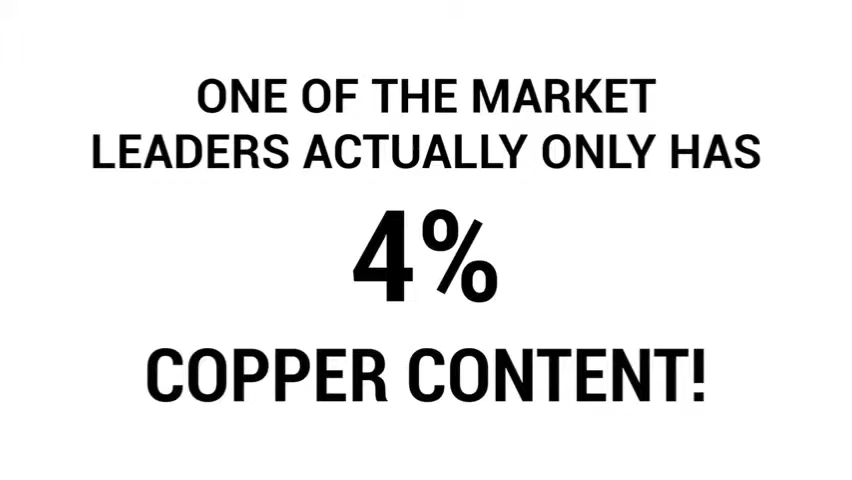 ONE OF THE MARKET
LEADERS ACTUALLY ONLY HAS
4%
COPPER CONTENT!